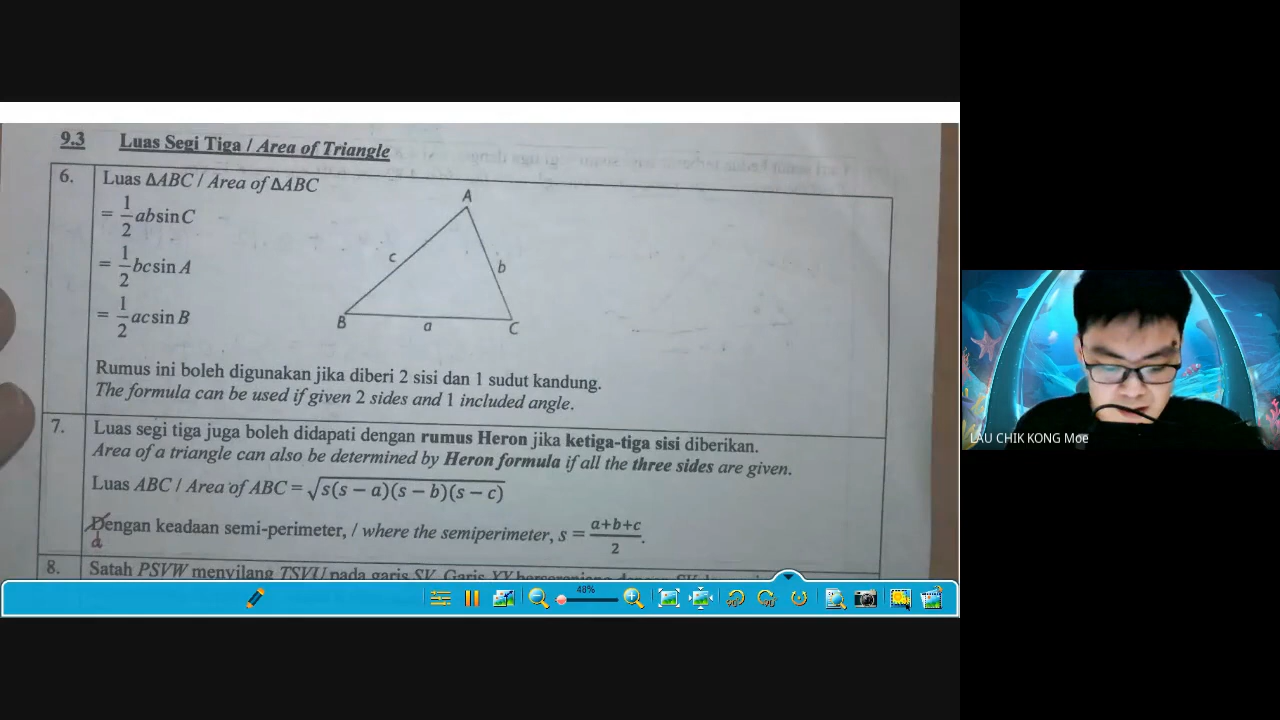 9.3 Luas Segi Tiga / Area of Triangle
6. Luas ΔABC / Area of ΔABC
= 1/2 ab sin C
= 1/2 bc sin A
= 1/2 ac sin B
A
c
b
B
a
C
Rumus ini boleh digunakan jika diberi 2 sisi dan 1 sudut kandung.
The formula can be used if given 2 sides and 1 included angle.
7. Luas segi tiga juga boleh didapati dengan rumus Heron jika ketiga-tiga sisi diberikan.
Area of a triangle can also be determined by Heron formula if all the three sides are given.
Luas ABC / Area of ABC = √s(s − a)(s − b)(s − c)
Dengan keadaan semi-perimeter, / where the semiperimeter, s = a+b+c/2.
d
8. Satah PSVW menyilang TSVU pada garis SV. Garis XY
48%
LAU CHIK KONG Moe